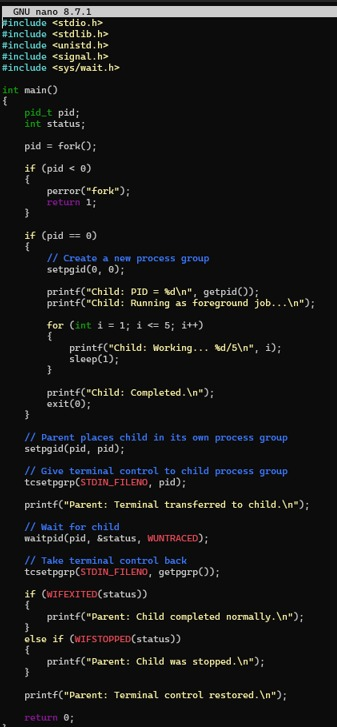 GNU nano 8.7.1
#include <stdio.h>
#include <stdlib.h>
#include <unistd.h>
#include <signal.h>
#include <sys/wait.h>

int main()
{
    pid_t pid;
    int status;

    pid = fork();

    if (pid < 0)
    {
        perror("fork");
        return 1;
    }

    if (pid == 0)
    {
        // Create a new process group
        setpgid(0, 0);

        printf("Child: PID = %d\n", getpid());
        printf("Child: Running as foreground job...\n");

        for (int i = 1; i <= 5; i++)
        {
            printf("Child: Working... %d/5\n", i);
            sleep(1);
        }

        printf("Child: Completed.\n");
        exit(0);
    }

    // Parent places child in its own process group
    setpgid(pid, pid);

    // Give terminal control to child process group
    tcsetpgrp(STDIN_FILENO, pid);

    printf("Parent: Terminal transferred to child.\n");

    // Wait for child
    waitpid(pid, &status, WUNTRACED);

    // Take terminal control back
    tcsetpgrp(STDIN_FILENO, getpgrp());

    if (WIFEXITED(status))
    {
        printf("Parent: Child completed normally.\n");
    }
    else if (WIFSTOPPED(status))
    {
        printf("Parent: Child was stopped.\n");
    }

    printf("Parent: Terminal control restored.\n");

    return 0;
}